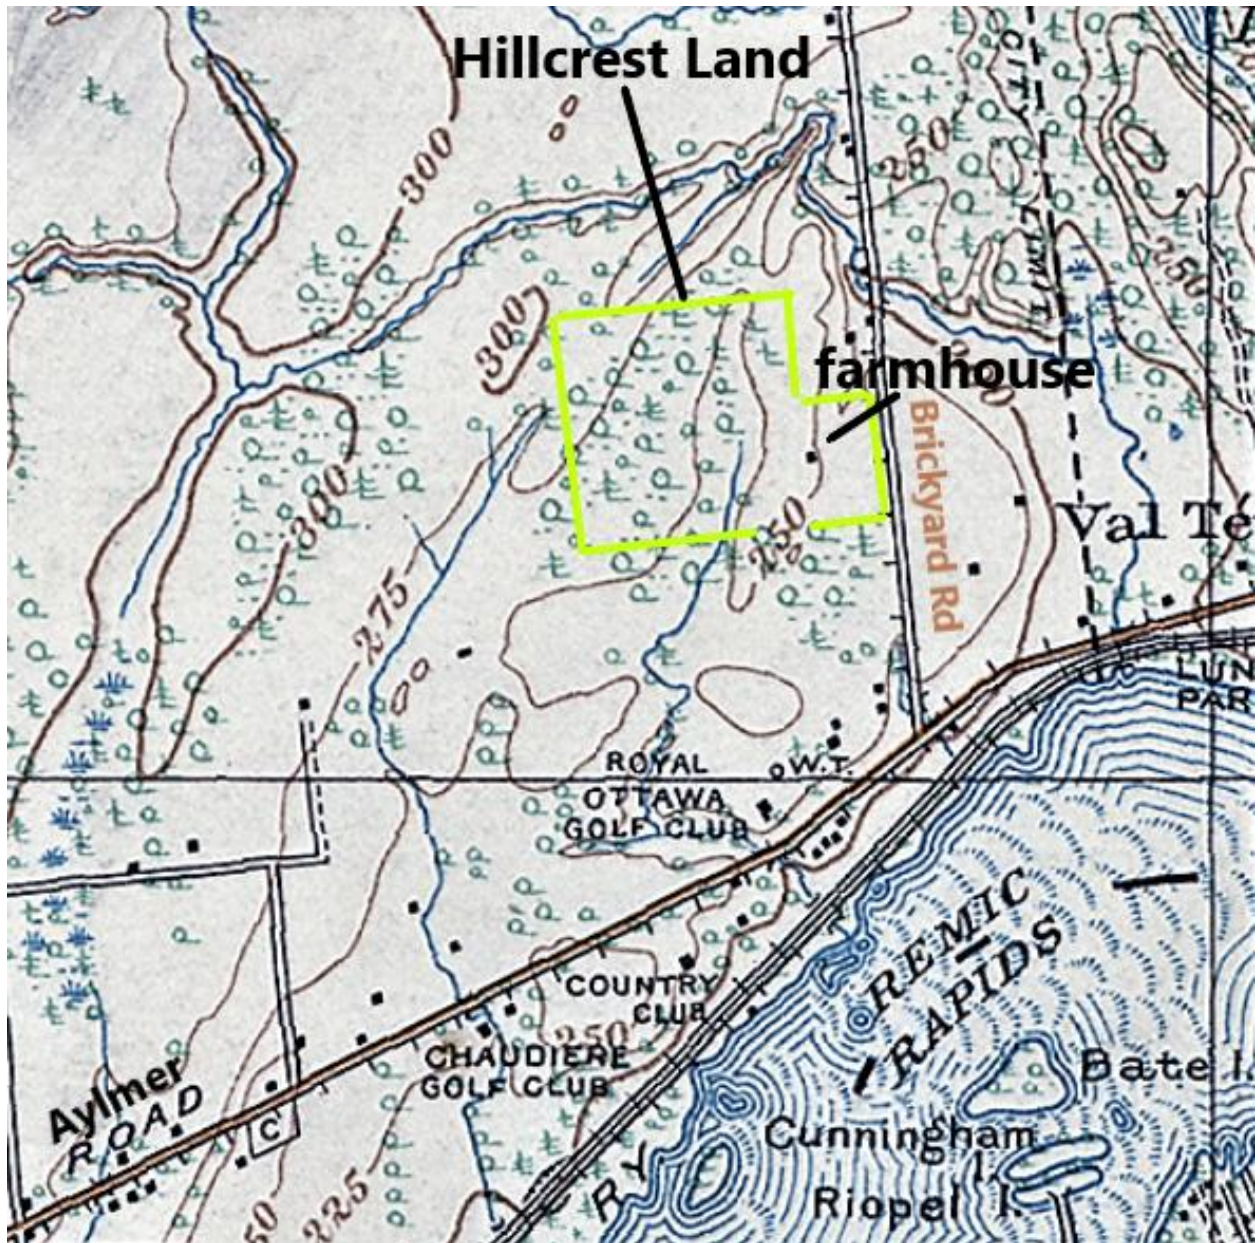 Hillcrest Land
CITY LIMIT
300
250
250
300
farmhouse
Brickyard Rd
Val Té
300
250
275
LUN
PAR
ROYAL
OTTAWA
GOLF CLUB
W.T.
REMIC
RAPIDS
COUNTRY
CLUB
250
CHAUDIERE
GOLF CLUB
Aylmer
ROAD
C
Bate I.
Cunningham
I.
Riopel I.
RY
225
50